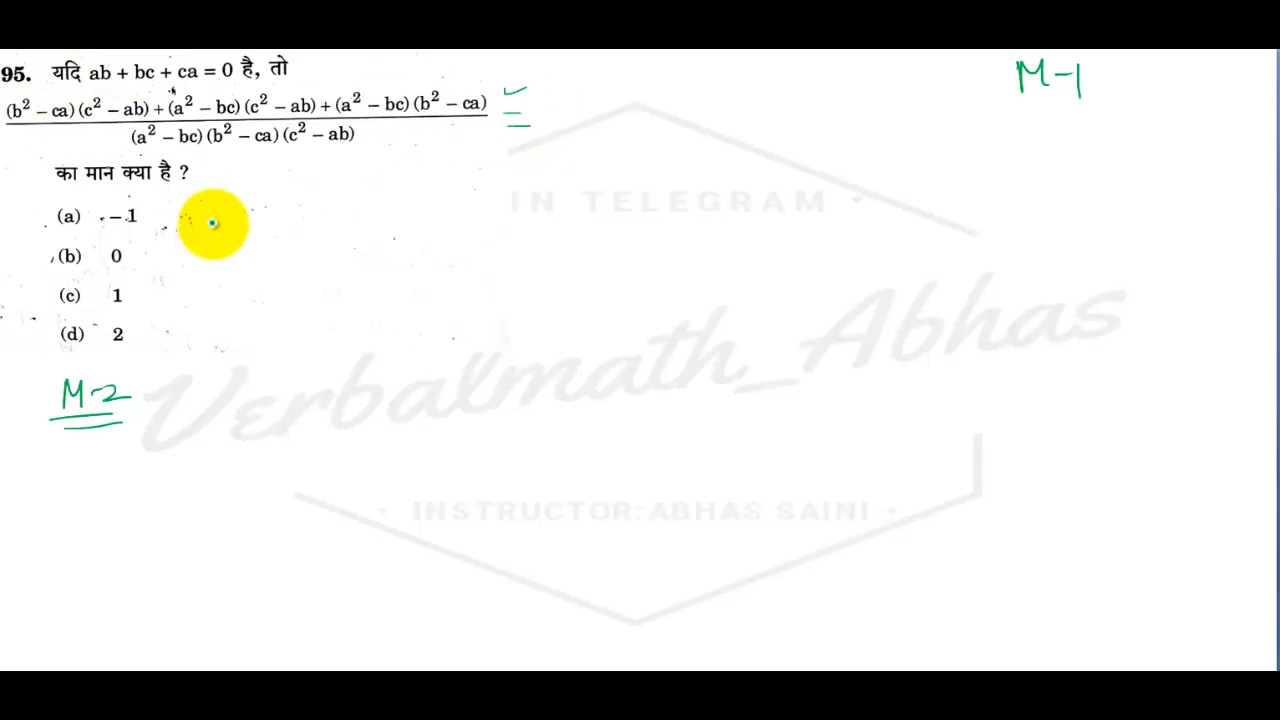 95. यदि ab + bc + ca = 0 है, तो
(b² – ca) (c² – ab) + (a² – bc) (c² – ab) + (a² – bc) (b² – ca)
(a² – bc) (b² – ca) (c² – ab)
का मान क्या है ?
(a) –1
(b) 0
(c) 1
(d) 2
M-1
M-2
IN TELEGRAM
Verbalmath_Abhas
INSTRUCTOR:ABHAS SAINI